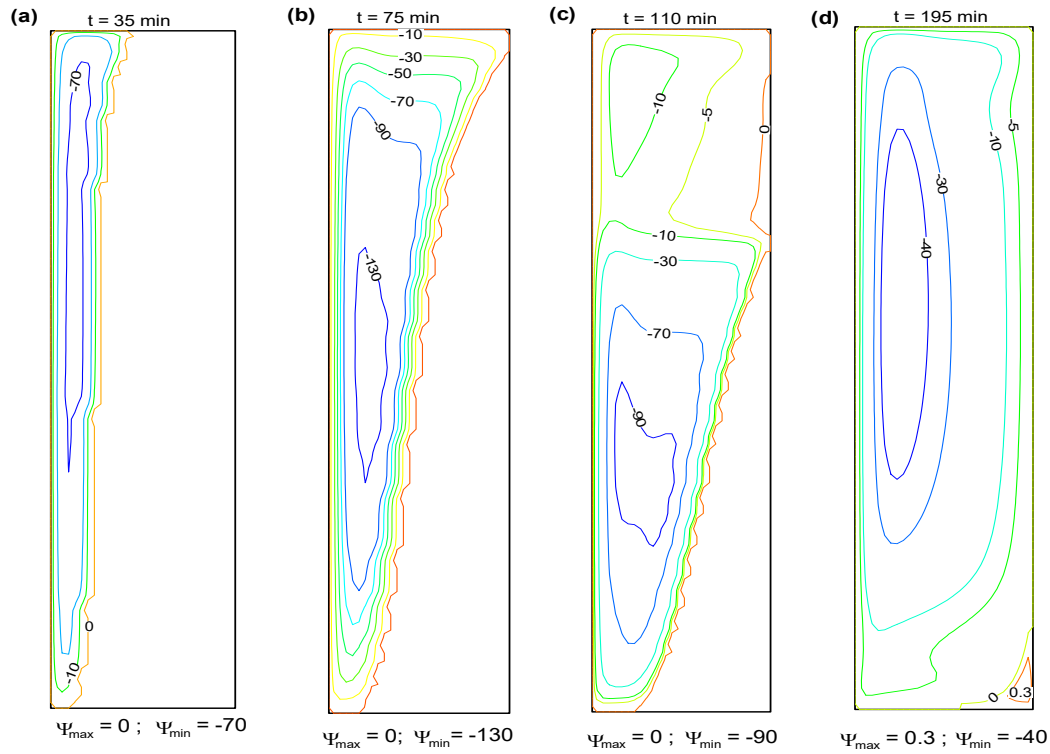 (a)
t = 35 min
-70
0
-10
Ψmax = 0 ; Ψmin = -70
(b)
t = 75 min
-10
-30
-50
-70
-90
-130
Ψmax = 0; Ψmin = -130
(c)
t = 110 min
-10
-5
0
-10
-30
-70
-90
Ψmax = 0 ; Ψmin = -90
(d)
t = 195 min
-5
-10
-30
-40
0
0.3
Ψmax = 0.3 ; Ψmin = -40